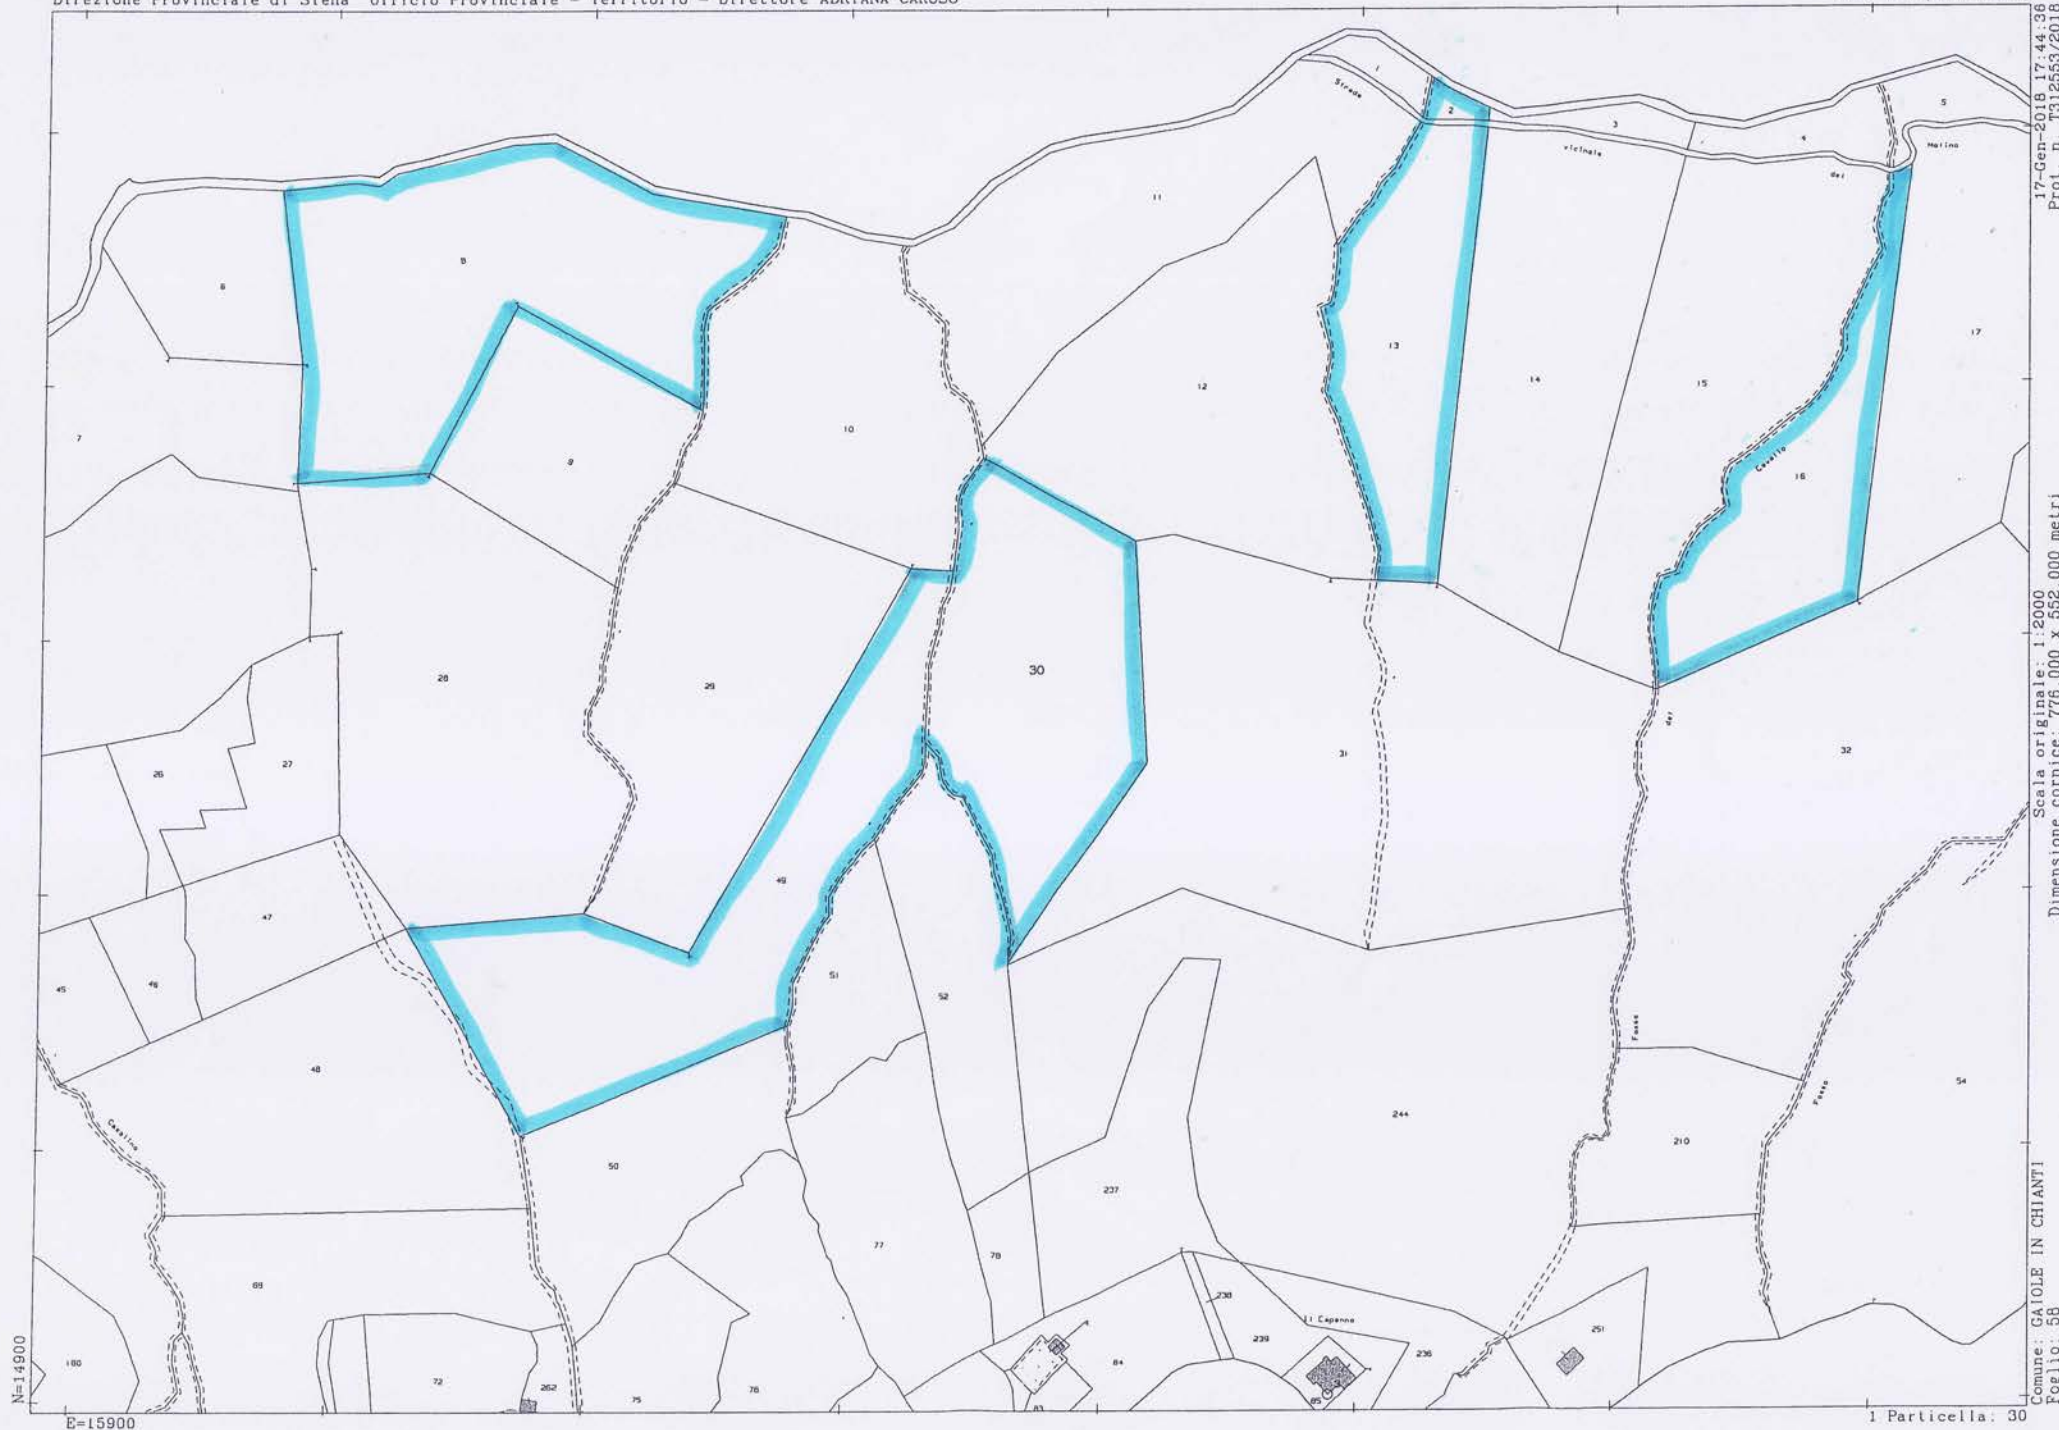 Direzione Provinciale di Siena Ufficio Provinciale - Territorio - Direttore ADRIANA CARUSO
17-Gen-2018 17:44:36
Prot. n. T312553/2018
Scala originale: 1:2000
Dimensione cornice: 776.000 x 552.000 metri
Comune: GAIOLE IN CHIANTI
Foglio: 58
1 Particella: 30
N=14900
E=15900
1
Strada
2
3
vicinale
4
5
del
Molino
6
8
11
7
9
10
12
13
14
15
16
17
Cavallo
28
29
30
31
32
del
26
27
47
49
45
46
51
52
48
Casalino
50
244
Fosso
Fosso
54
210
237
77
78
69
238
Il Capanno
239
236
251
180
72
262
75
76
84
83
85